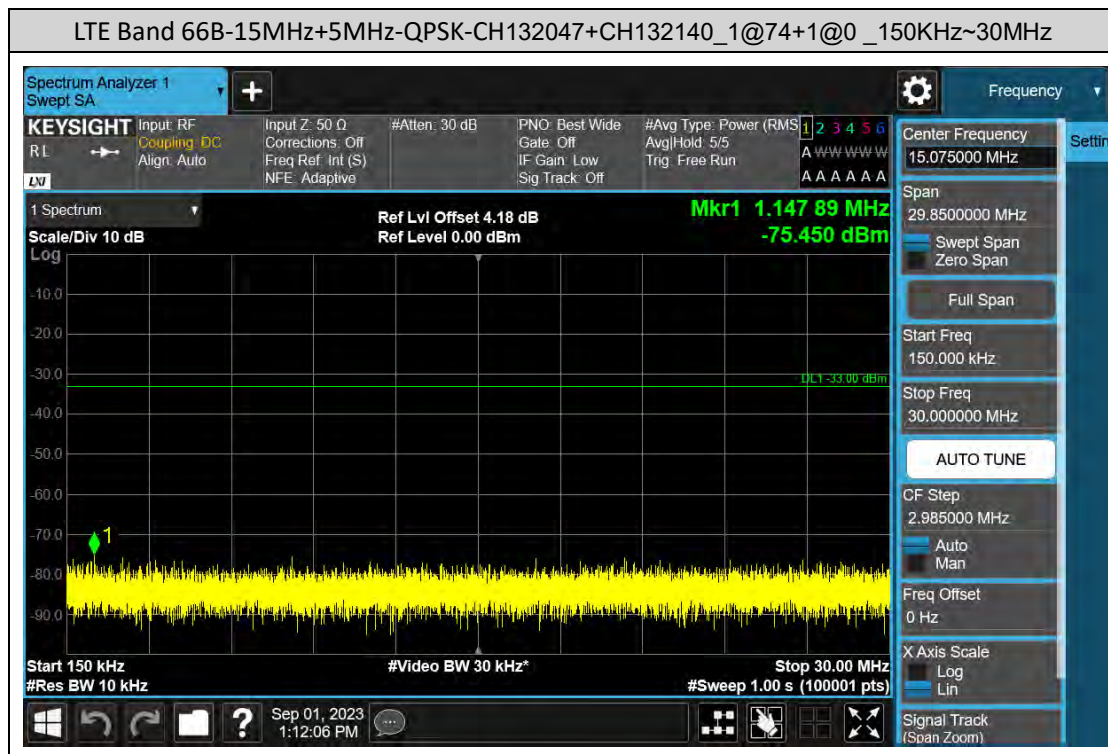 LTE Band 66B-15MHz+5MHz-QPSK-CH132047+CH132140_1@74+1@0 _150KHz~30MHz
Spectrum Analyzer 1
Swept SA
Frequency
KEYSIGHT
RL
LXI
Input: RF
Coupling: DC
Align: Auto
Input Z: 50 Ω
Corrections: Off
Freq Ref: Int (S)
NFE: Adaptive
#Atten: 30 dB
PNO: Best Wide
Gate: Off
IF Gain: Low
Sig Track: Off
#Avg Type: Power (RMS
Avg|Hold: 5/5
Trig: Free Run
1 2 3 4 5 6
A W W W W W
A A A A A A
Center Frequency
15.075000 MHz
Settin
Span
29.8500000 MHz
Swept Span
Zero Span
Full Span
Start Freq
150.000 kHz
Stop Freq
30.000000 MHz
AUTO TUNE
CF Step
2.985000 MHz
Auto
Man
Freq Offset
0 Hz
X Axis Scale
Log
Lin
Signal Track
(Span Zoom)
1 Spectrum
Scale/Div 10 dB
Log
Ref Lvl Offset 4.18 dB
Ref Level 0.00 dBm
Mkr1 1.147 89 MHz
-75.450 dBm
-10.0
-20.0
-30.0
DL1 -33.00 dBm
-40.0
-50.0
-60.0
-70.0
1
-80.0
-90.0
Start 150 kHz
#Res BW 10 kHz
#Video BW 30 kHz*
Stop 30.00 MHz
#Sweep 1.00 s (100001 pts)
?
Sep 01, 2023
1:12:06 PM